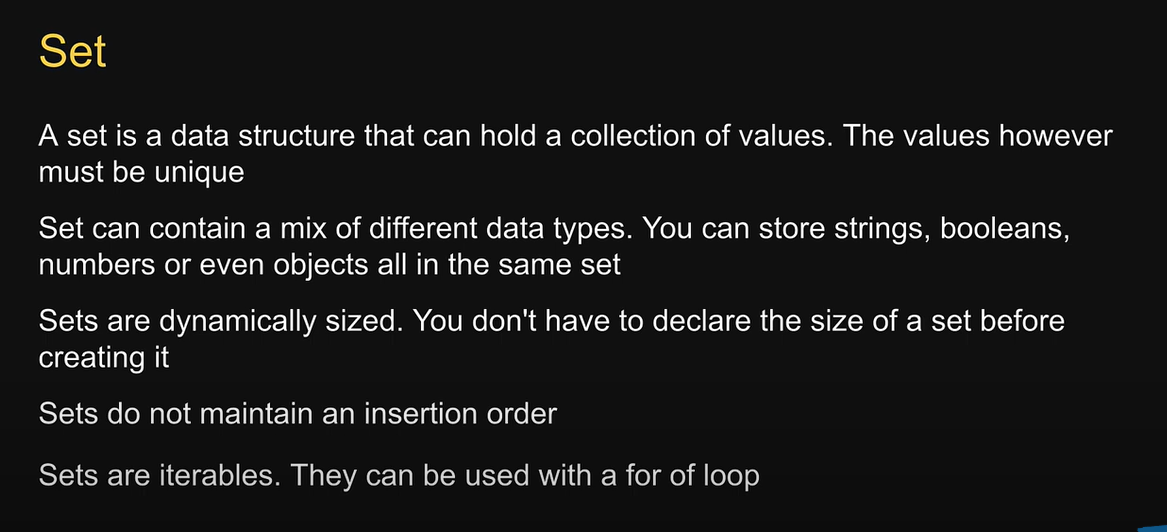 Set
A set is a data structure that can hold a collection of values. The values however
must be unique
Set can contain a mix of different data types. You can store strings, booleans,
numbers or even objects all in the same set
Sets are dynamically sized. You don't have to declare the size of a set before
creating it
Sets do not maintain an insertion order
Sets are iterables. They can be used with a for of loop